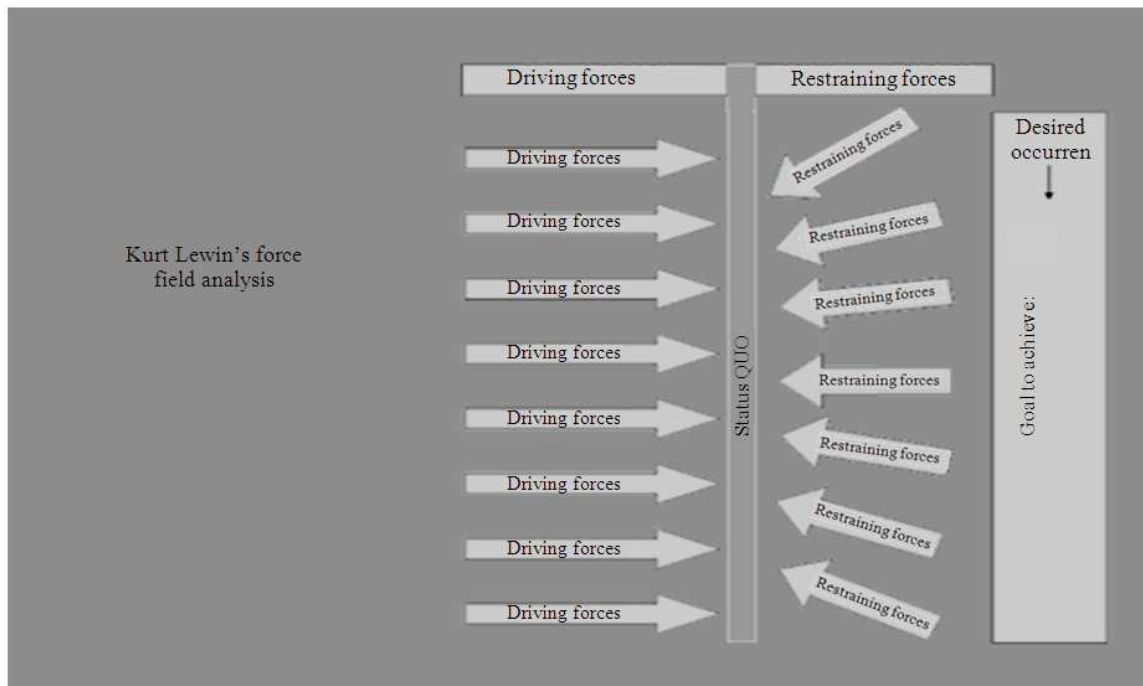 Driving forces
Restraining forces
Desired
occurren
Kurt Lewin's force
field analysis
Driving forces
Driving forces
Driving forces
Driving forces
Driving forces
Driving forces
Driving forces
Driving forces
Status QUO
Restraining forces
Restraining forces
Restraining forces
Restraining forces
Restraining forces
Restraining forces
Restraining forces
Goal to achieve: